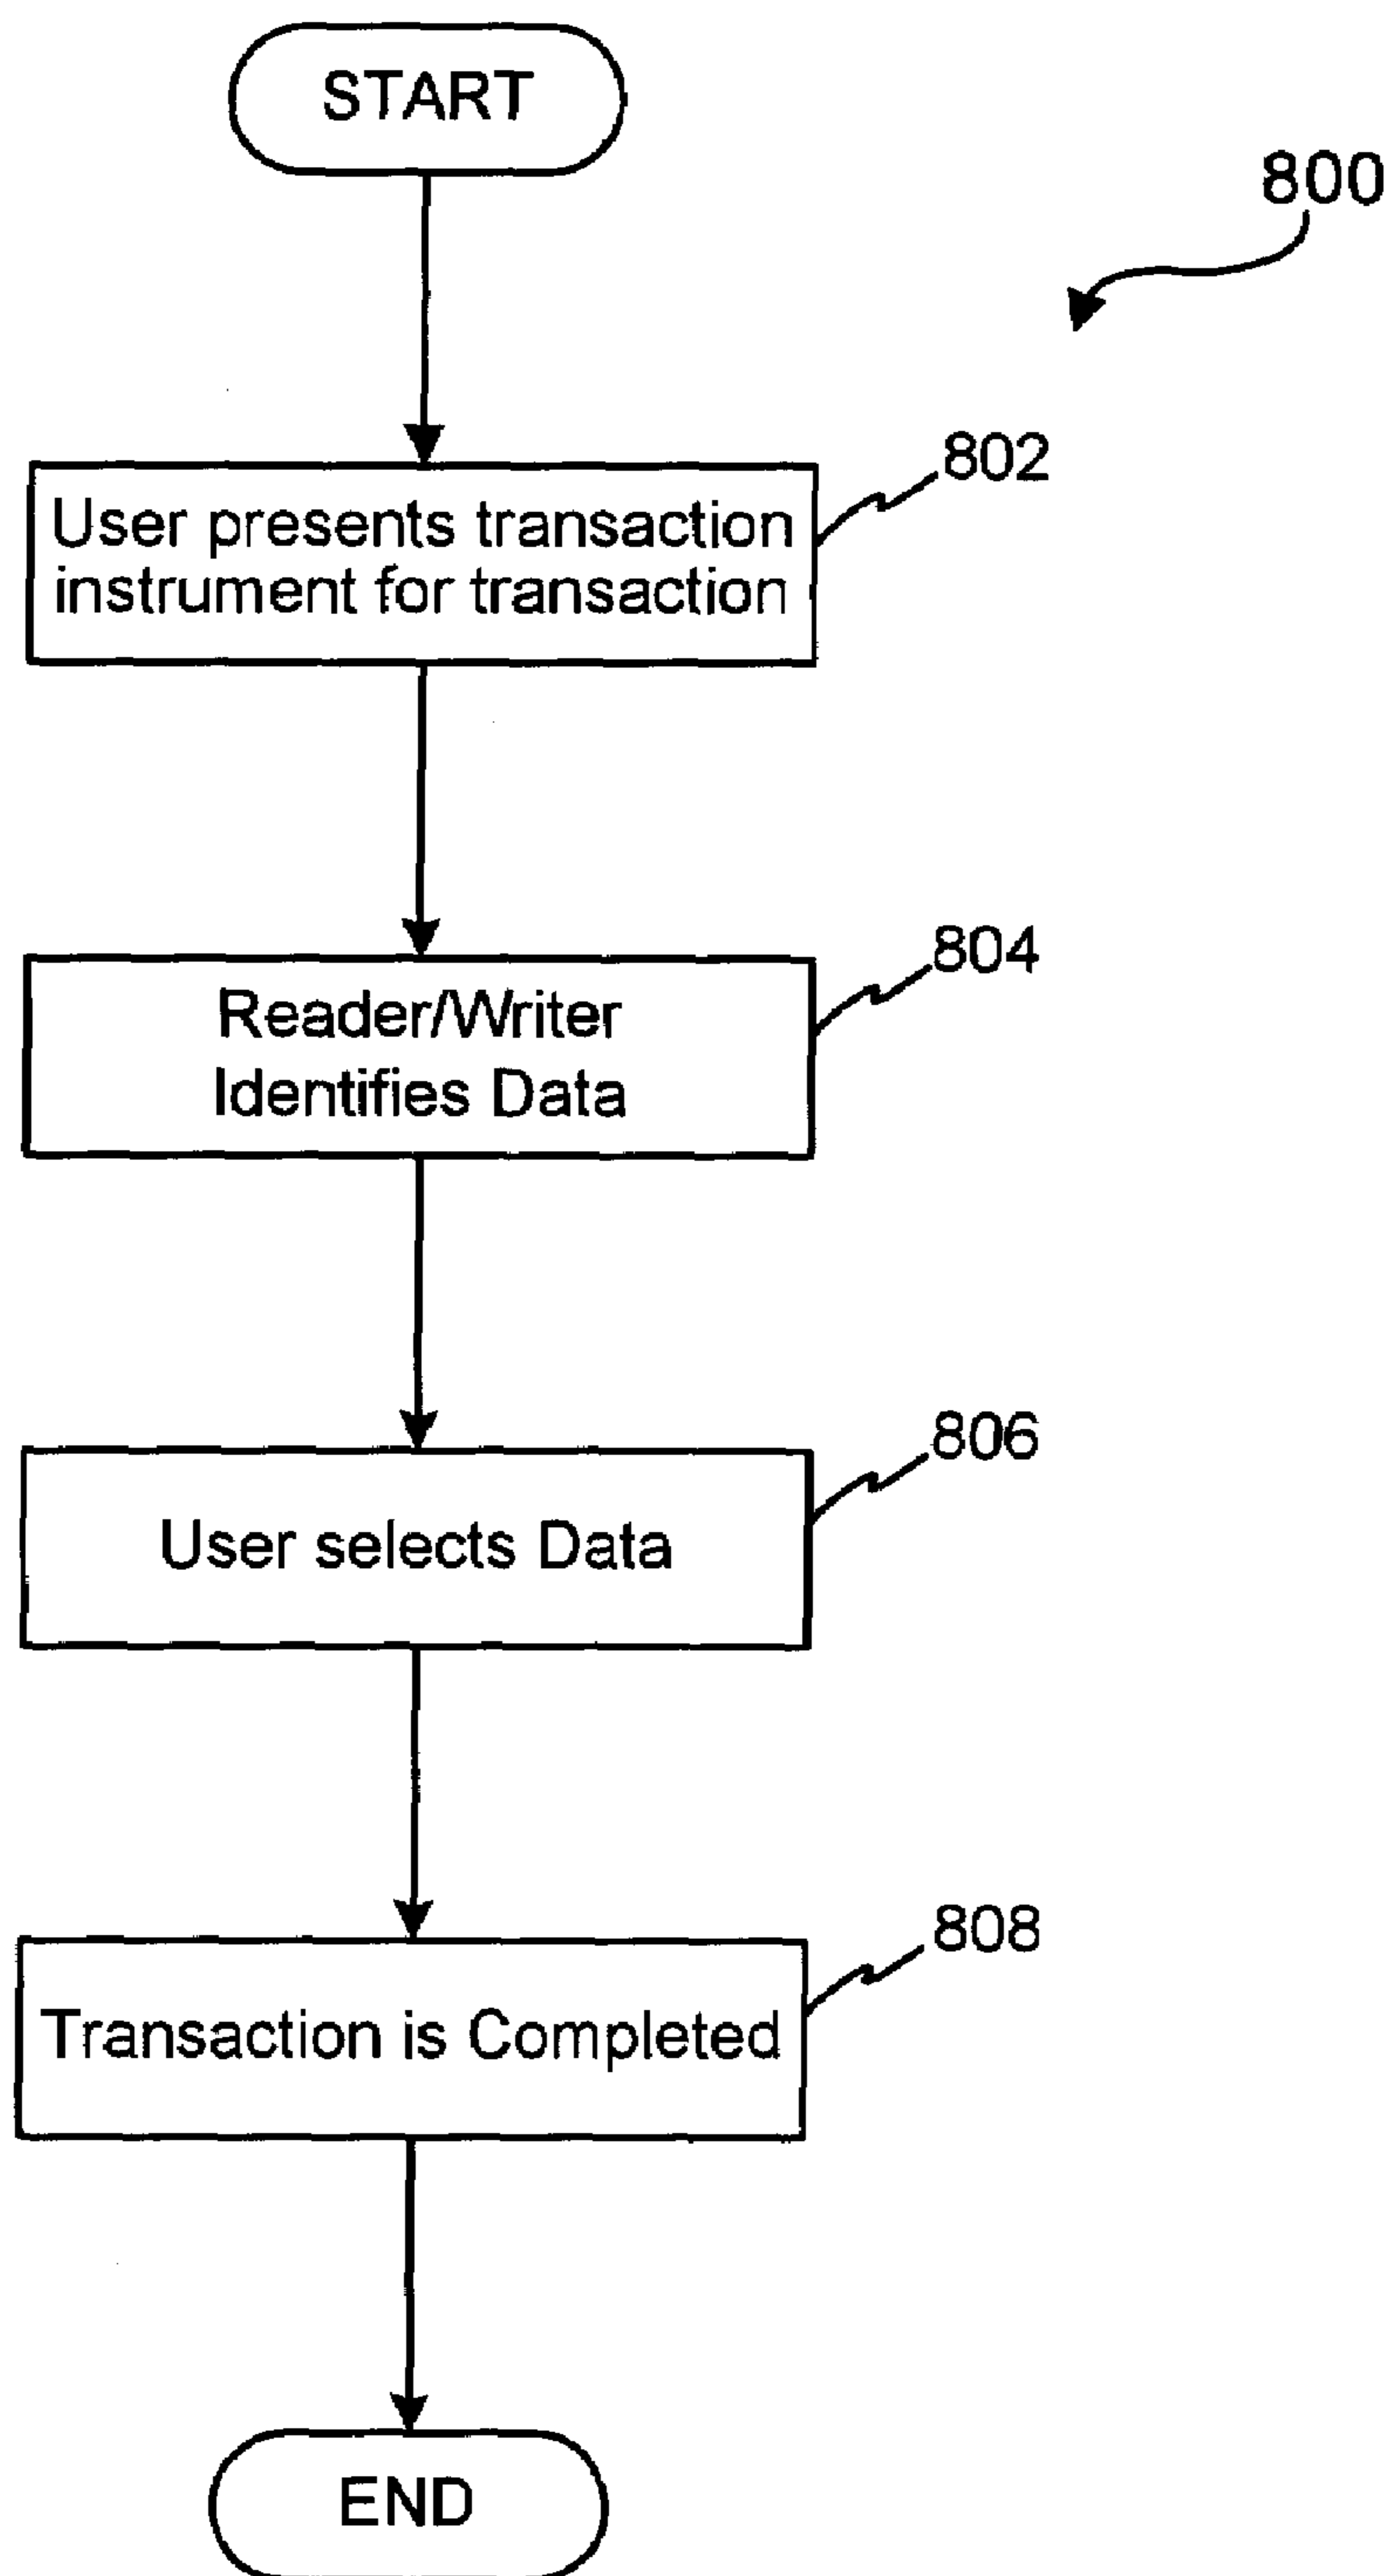 START
800
802
User presents transaction
instrument for transaction
804
Reader/Writer
Identifies Data
806
User selects Data
808
Transaction is Completed
END